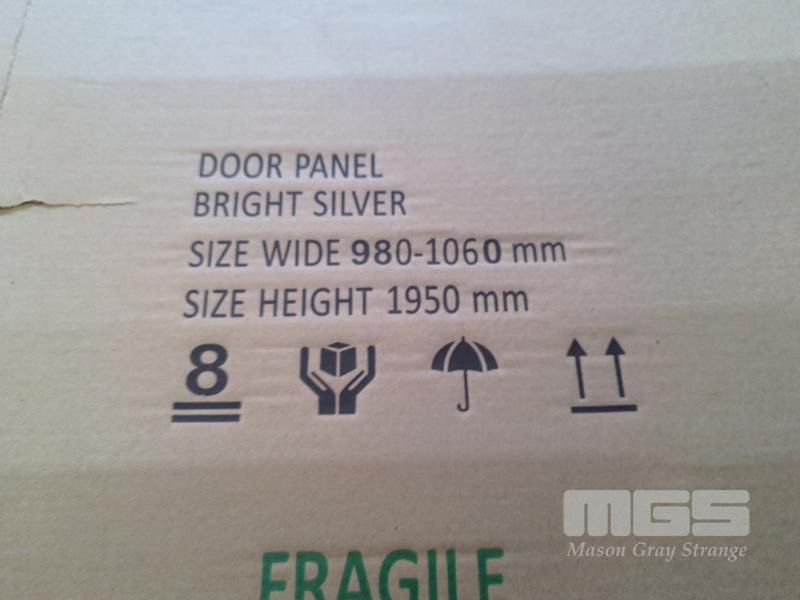 DOOR PANEL
BRIGHT SILVER
SIZE WIDE 980-1060 mm
SIZE HEIGHT 1950 mm
8
FRAGILE
MGS
Mason Gray Strange